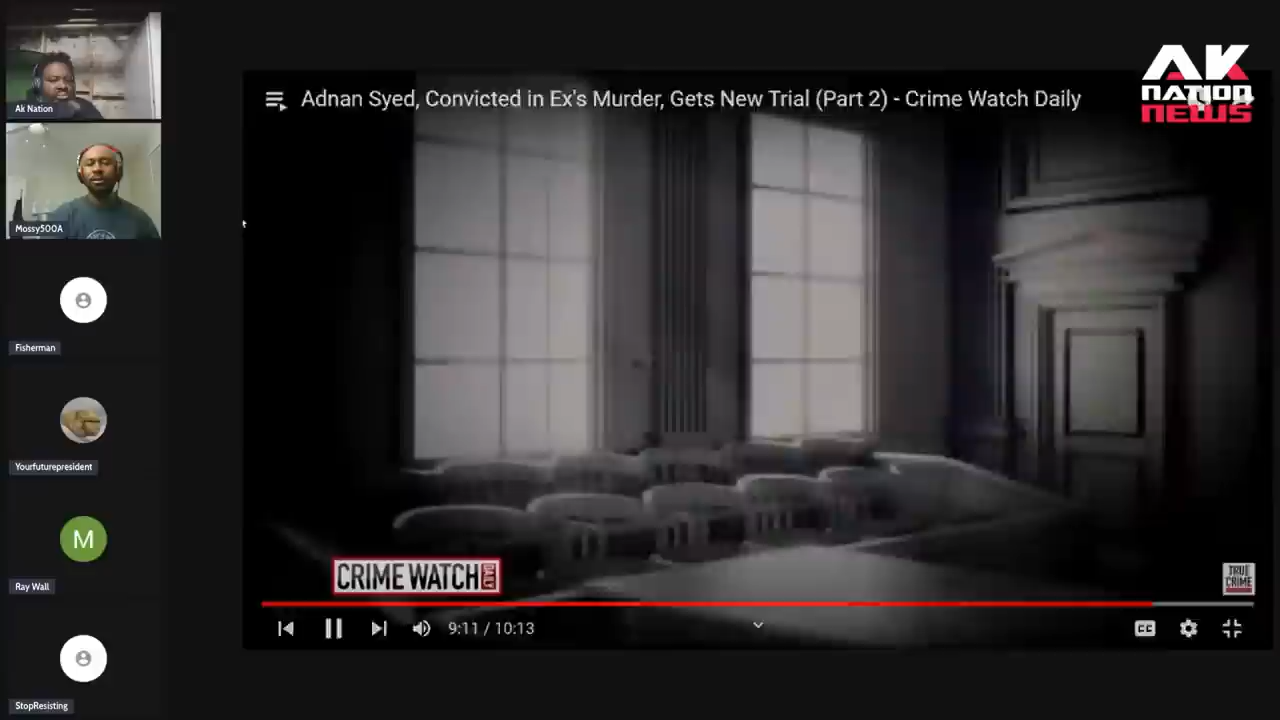 Ak Nation
Mossy500A
Fisherman
Yourfuturepresident
M
Ray Wall
StopResisting
Adnan Syed, Convicted in Ex's Murder, Gets New Trial (Part 2) - Crime Watch Daily
AK
NATION
NEWS
CRIME WATCH DAILY
TRUE
CRIME
9:11 / 10:13
CC